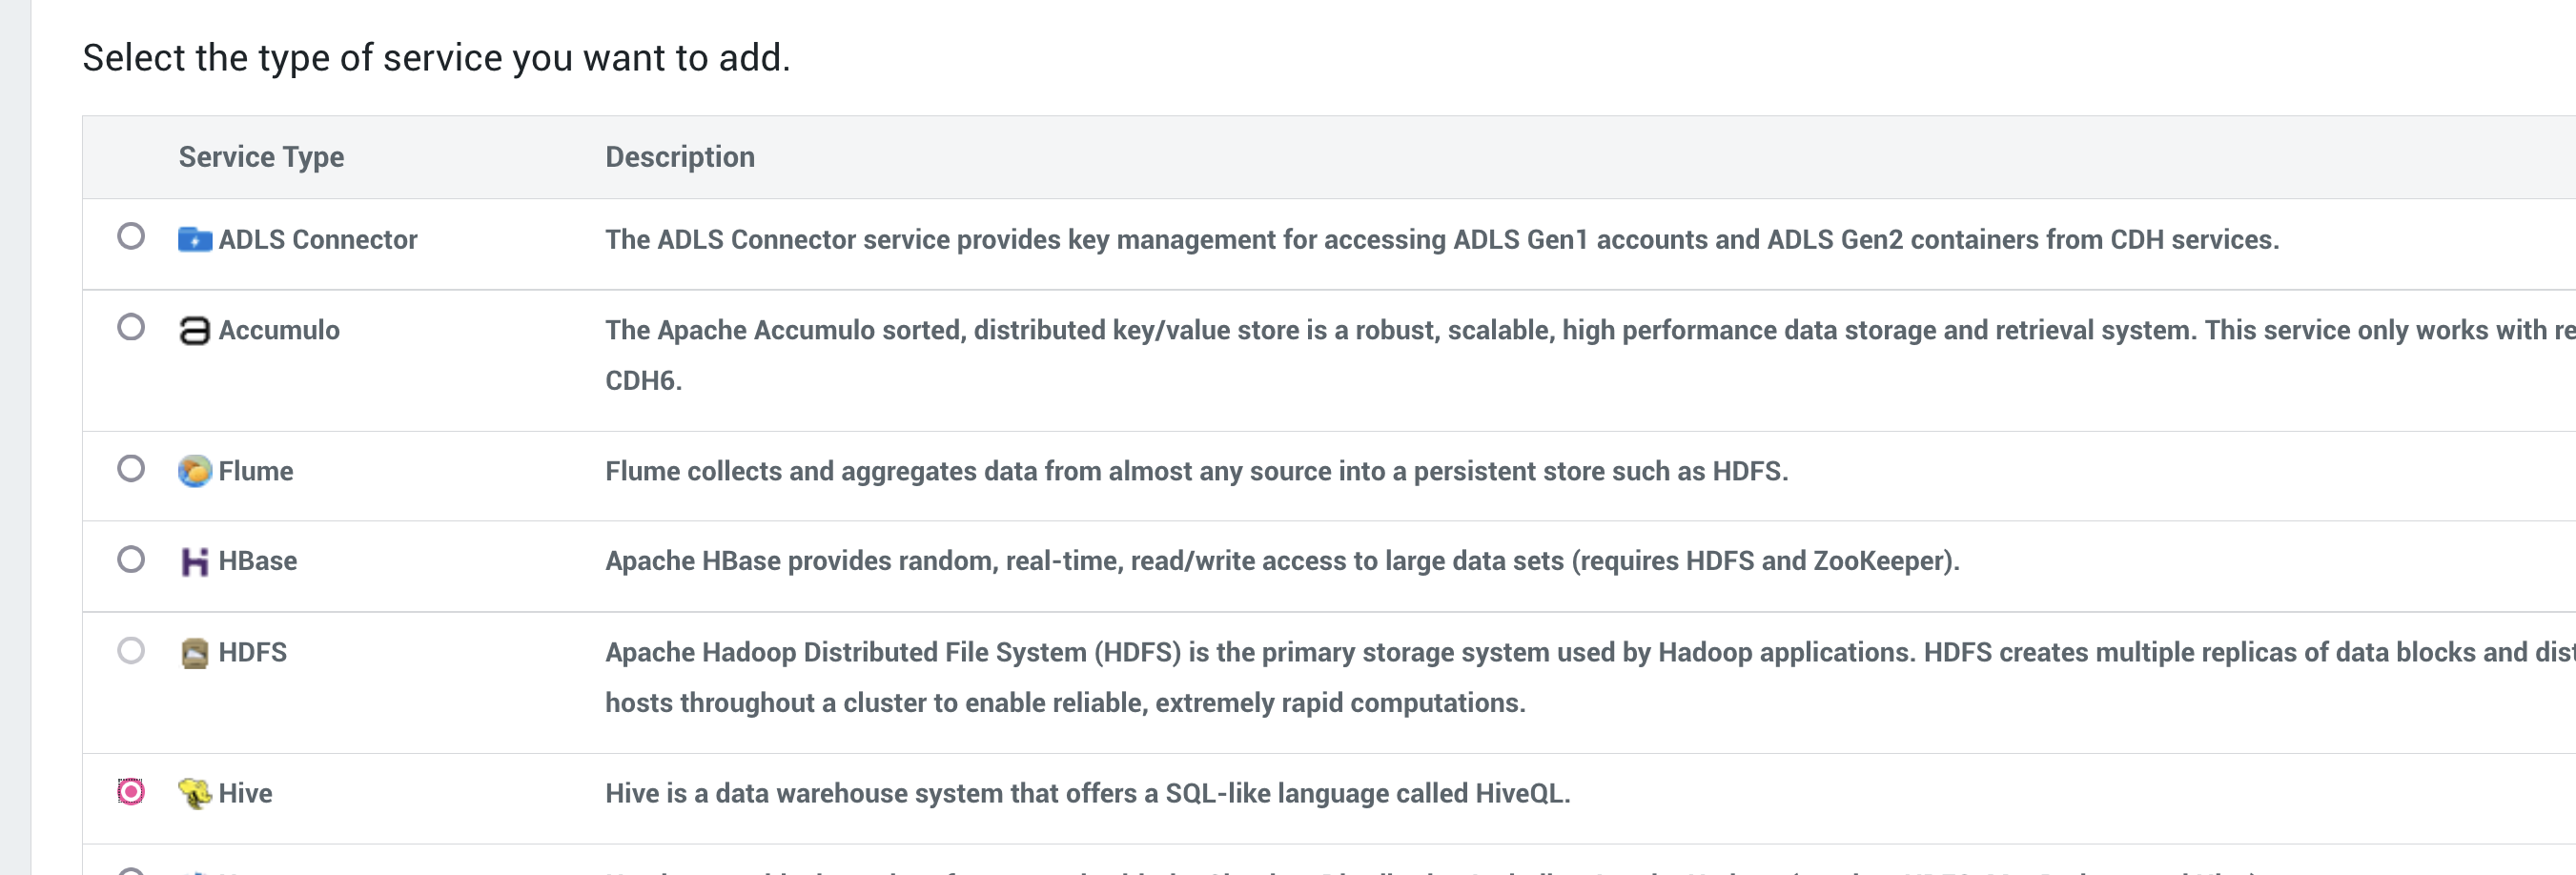 Select the type of service you want to add.
Service Type Description
ADLS Connector The ADLS Connector service provides key management for accessing ADLS Gen1 accounts and ADLS Gen2 containers from CDH services.
Accumulo The Apache Accumulo sorted, distributed key/value store is a robust, scalable, high performance data storage and retrieval system. This service only works with re
CDH6.
Flume Flume collects and aggregates data from almost any source into a persistent store such as HDFS.
HBase Apache HBase provides random, real-time, read/write access to large data sets (requires HDFS and ZooKeeper).
HDFS Apache Hadoop Distributed File System (HDFS) is the primary storage system used by Hadoop applications. HDFS creates multiple replicas of data blocks and dist
hosts throughout a cluster to enable reliable, extremely rapid computations.
Hive Hive is a data warehouse system that offers a SQL-like language called HiveQL.